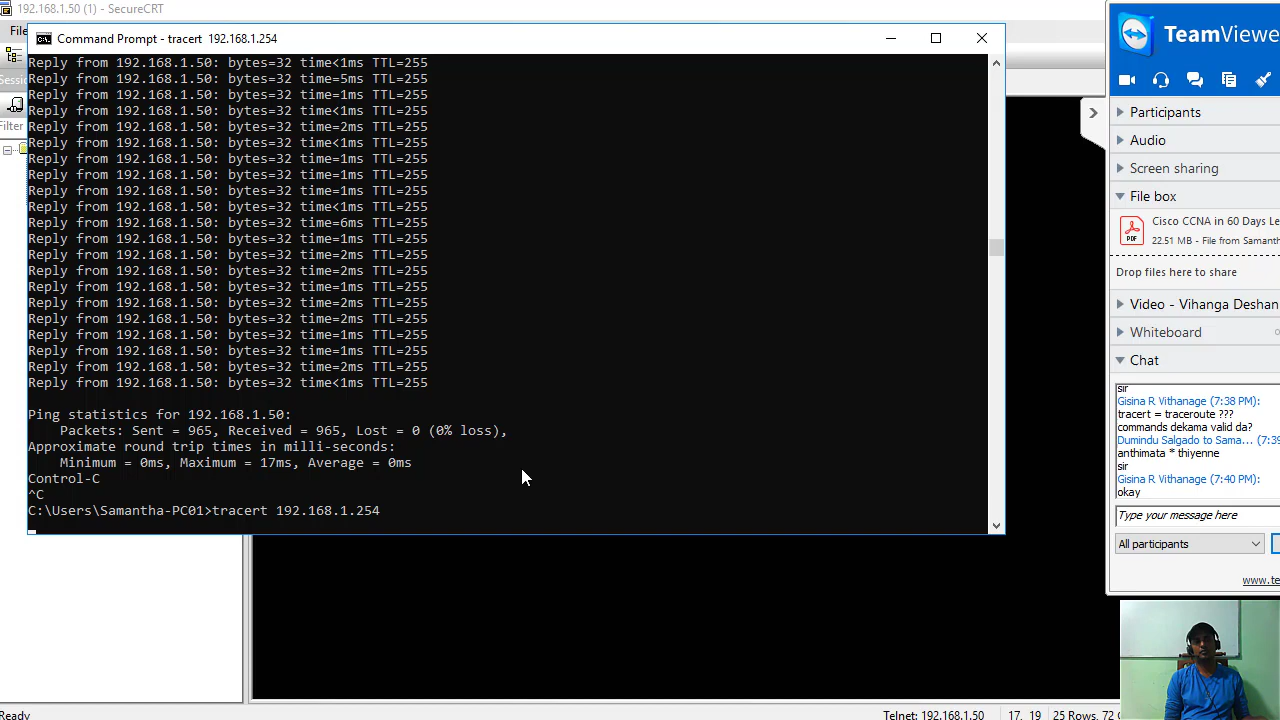 192.168.1.50 (1) - SecureCRT
Command Prompt - tracert 192.168.1.254
Reply from 192.168.1.50: bytes=32 time<1ms TTL=255
Reply from 192.168.1.50: bytes=32 time=5ms TTL=255
Reply from 192.168.1.50: bytes=32 time=1ms TTL=255
Reply from 192.168.1.50: bytes=32 time<1ms TTL=255
Reply from 192.168.1.50: bytes=32 time=2ms TTL=255
Reply from 192.168.1.50: bytes=32 time<1ms TTL=255
Reply from 192.168.1.50: bytes=32 time=1ms TTL=255
Reply from 192.168.1.50: bytes=32 time=1ms TTL=255
Reply from 192.168.1.50: bytes=32 time=1ms TTL=255
Reply from 192.168.1.50: bytes=32 time<1ms TTL=255
Reply from 192.168.1.50: bytes=32 time=6ms TTL=255
Reply from 192.168.1.50: bytes=32 time=1ms TTL=255
Reply from 192.168.1.50: bytes=32 time=2ms TTL=255
Reply from 192.168.1.50: bytes=32 time=2ms TTL=255
Reply from 192.168.1.50: bytes=32 time=1ms TTL=255
Reply from 192.168.1.50: bytes=32 time=2ms TTL=255
Reply from 192.168.1.50: bytes=32 time=2ms TTL=255
Reply from 192.168.1.50: bytes=32 time=1ms TTL=255
Reply from 192.168.1.50: bytes=32 time=1ms TTL=255
Reply from 192.168.1.50: bytes=32 time=2ms TTL=255
Reply from 192.168.1.50: bytes=32 time<1ms TTL=255
Ping statistics for 192.168.1.50:
Packets: Sent = 965, Received = 965, Lost = 0 (0% loss),
Approximate round trip times in milli-seconds:
Minimum = 0ms, Maximum = 17ms, Average = 0ms
Control-C
^C
C:\Users\Samantha-PC01>tracert 192.168.1.254
File
Sessi
Filter
Ready
Telnet: 192.168.1.50 17, 19 25 Rows, 72 C
TeamViewe
Participants
Audio
Screen sharing
File box
PDF
Cisco CCNA in 60 Days Le
22.51 MB - File from Samanth
Drop files here to share
Video - Vihanga Deshan
Whiteboard
Chat
sir
Gisina R Vithanage (7:38 PM):
tracert = traceroute ???
commands dekama valid da?
Dumindu Salgado to Sama... (7:39
anthimata * thiyenne
sir
Gisina R Vithanage (7:40 PM):
okay
Type your message here
All participants
www.te